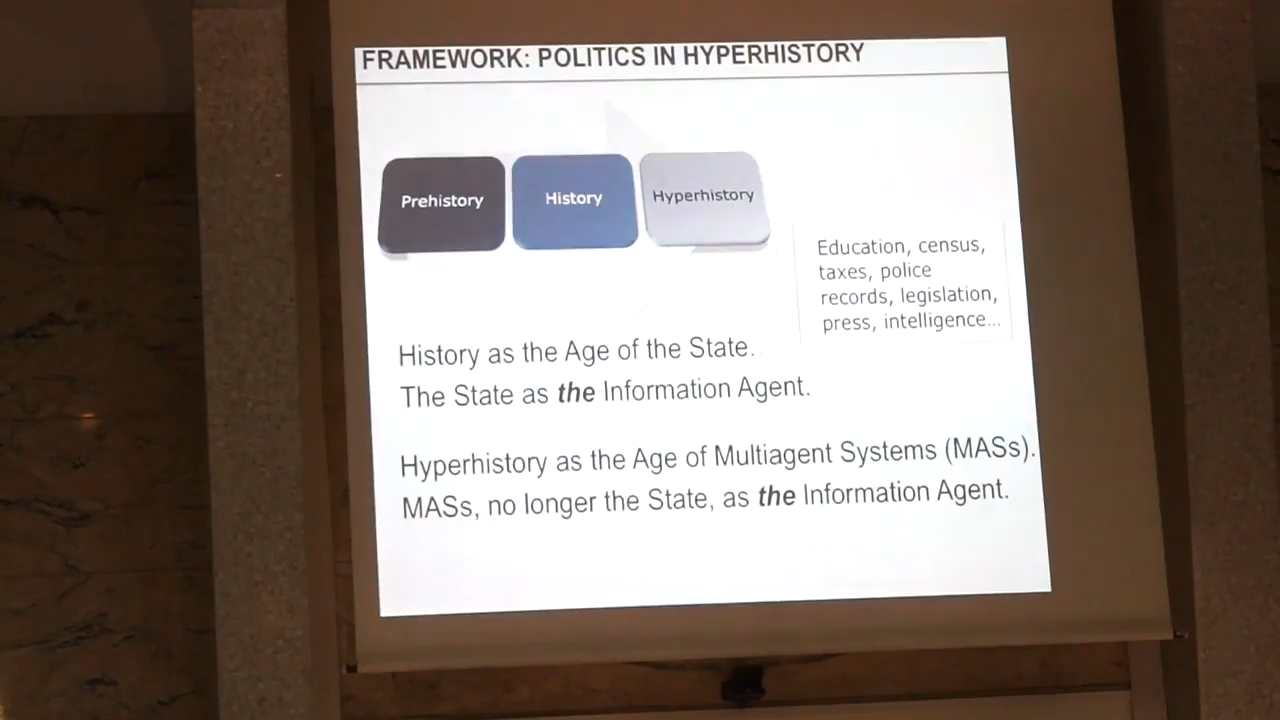 FRAMEWORK: POLITICS IN HYPERHISTORY
Prehistory
History
Hyperhistory
Education, census,
taxes, police
records, legislation,
press, intelligence...
History as the Age of the State.
The State as the Information Agent.
Hyperhistory as the Age of Multiagent Systems (MASs).
MASs, no longer the State, as the Information Agent.